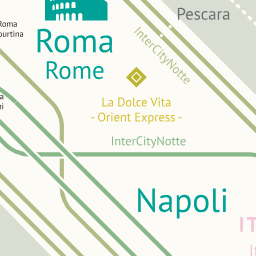 Pescara
Roma
Rome
InterCityNotte
La Dolce Vita
- Orient Express -
InterCityNotte
Napoli